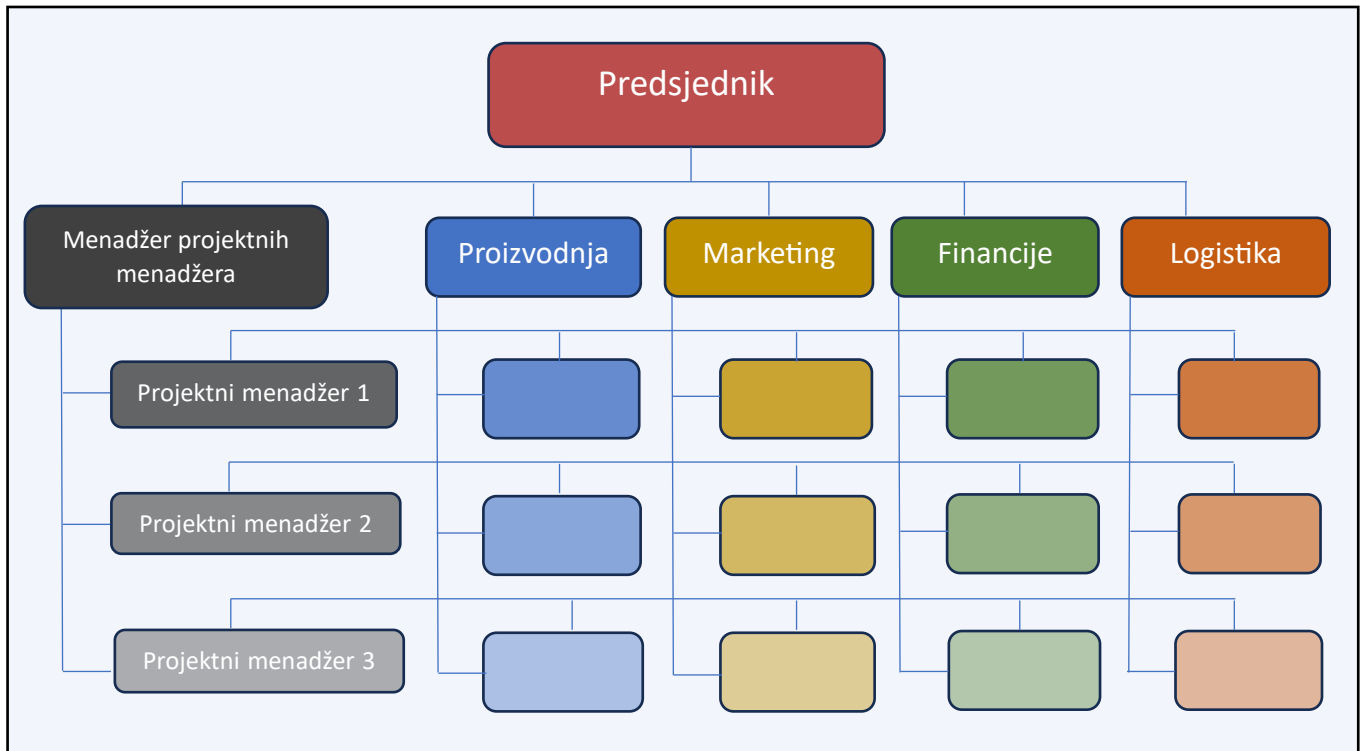 Predsjednik
Menadžer projektnih
menadžera
Proizvodnja
Marketing
Financije
Logistika
Projektni menadžer 1
Projektni menadžer 2
Projektni menadžer 3